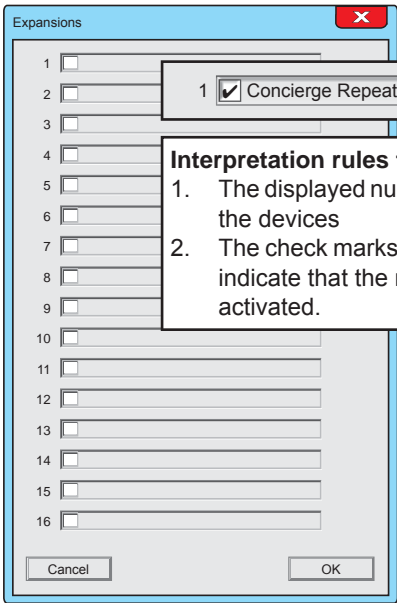 Expansions X
1
2
1 ✔ Concierge Repeat
3
4
Interpretation rules
5
1. The displayed nu
6
the devices
7
2. The check marks
8
indicate that the
9
activated.
10
11
12
13
14
15
16
Cancel OK